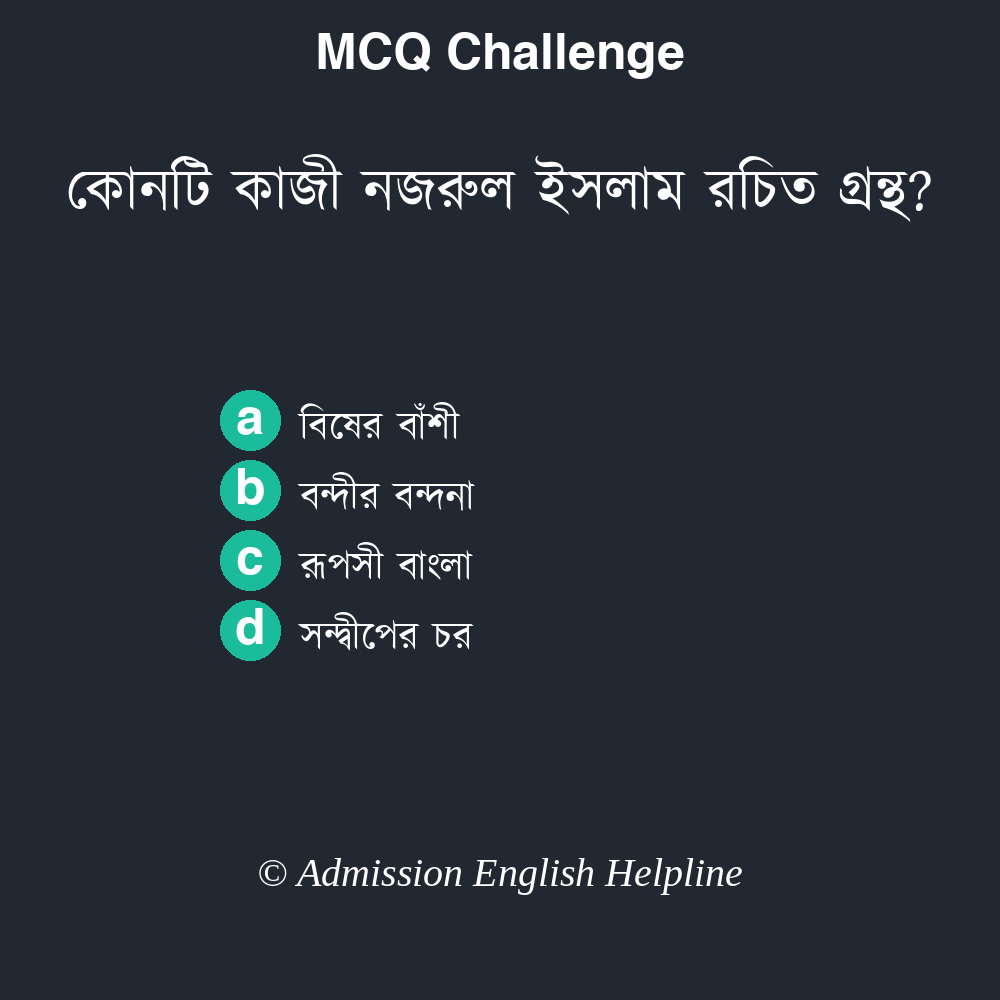 MCQ Challenge
কোনটি কাজী নজরুল ইসলাম রচিত গ্রন্থ?
a বিষের বাঁশী
b বন্দীর বন্দনা
c রূপসী বাংলা
d সন্দ্বীপের চর
© Admission English Helpline